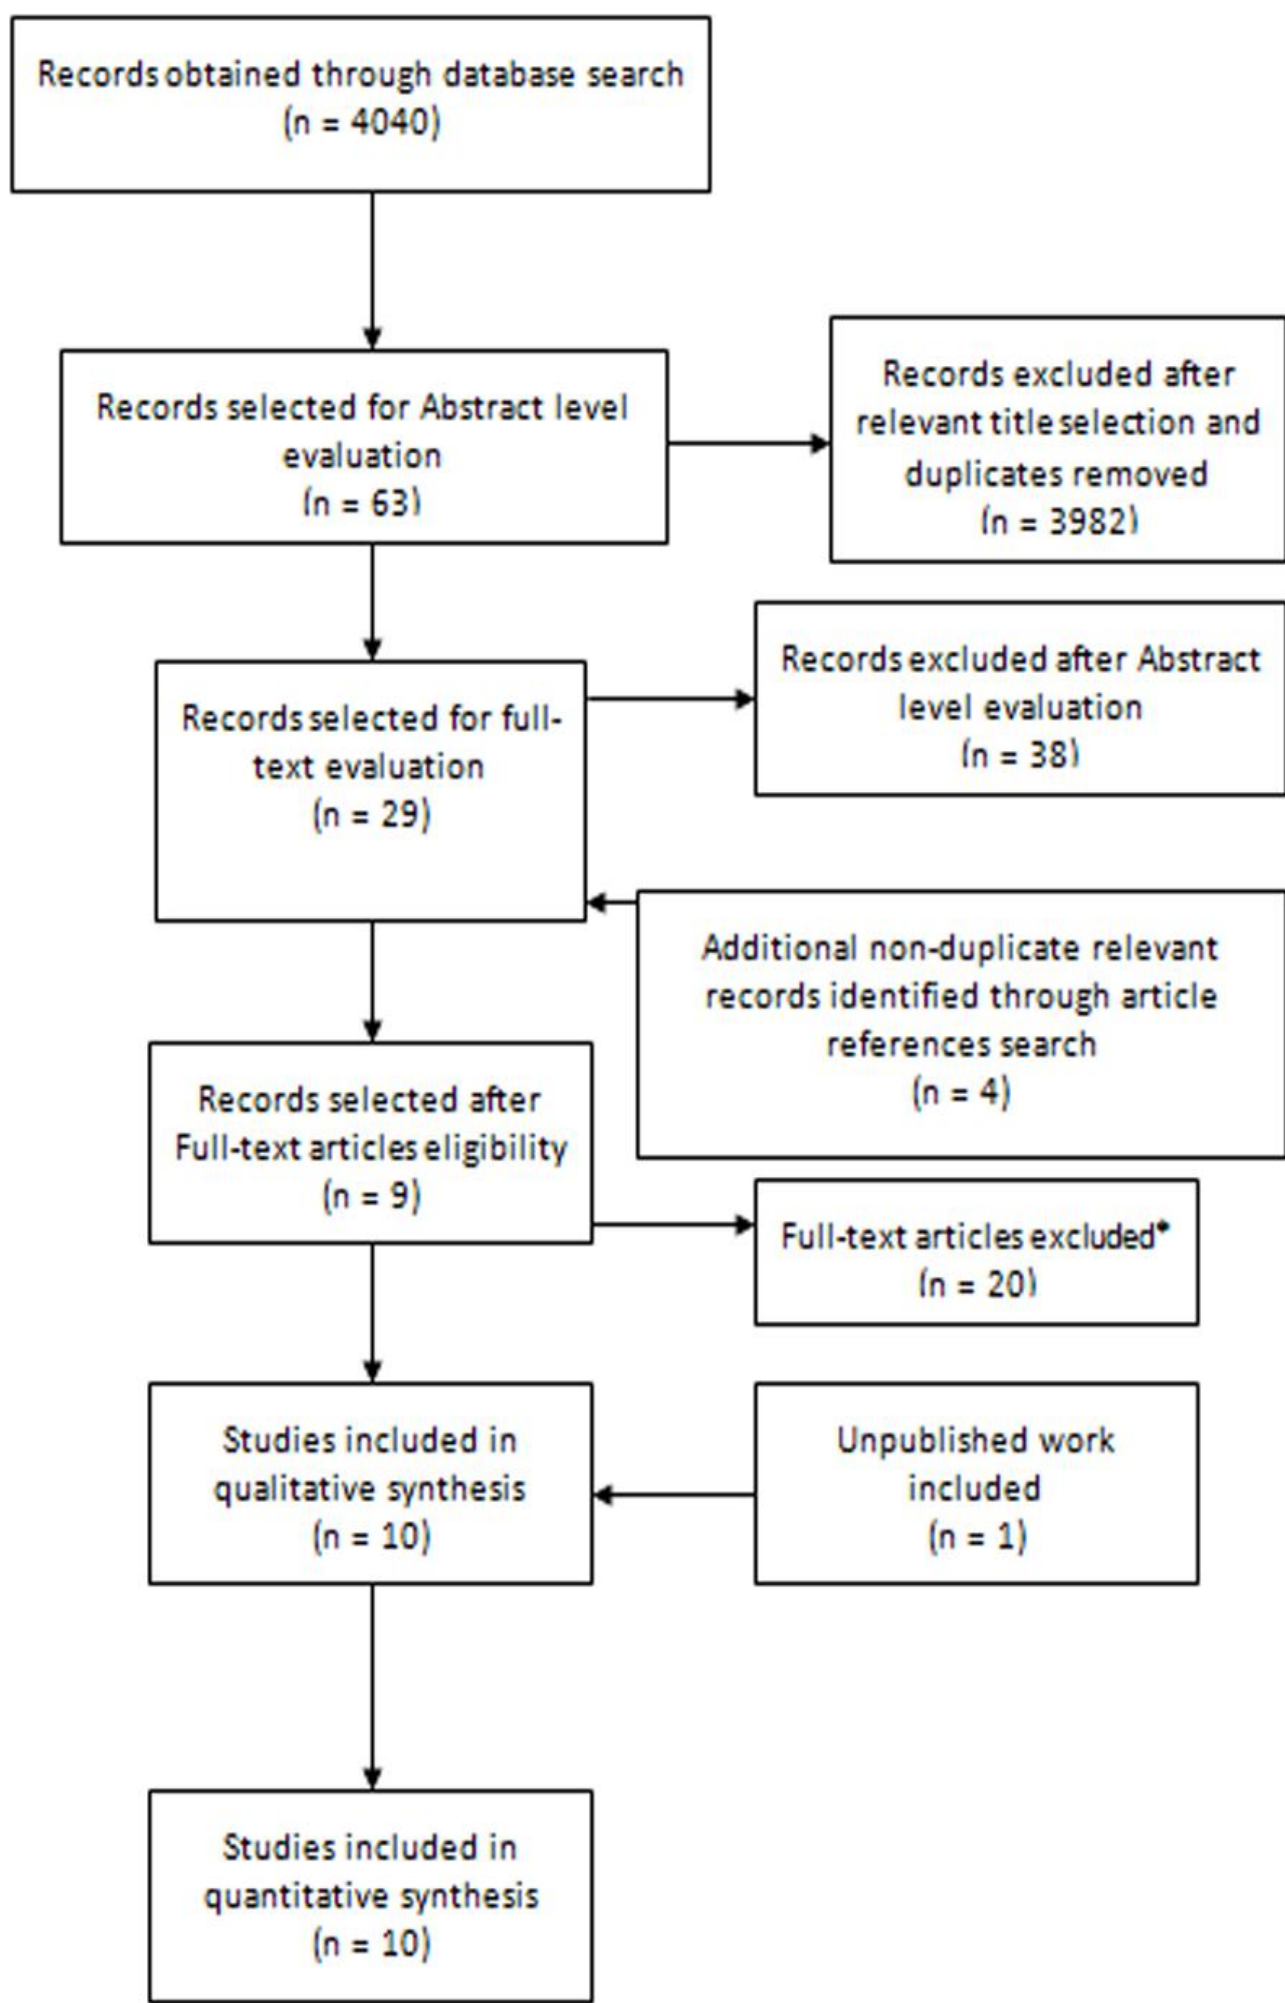 Records obtained through database search
(n = 4040)
Records selected for Abstract level
evaluation
(n = 63)
Records excluded after
relevant title selection and
duplicates removed
(n = 3982)
Records selected for full-
text evaluation
(n = 29)
Records excluded after Abstract
level evaluation
(n = 38)
Additional non-duplicate relevant
records identified through article
references search
(n = 4)
Records selected after
Full-text articles eligibility
(n = 9)
Full-text articles excluded*
(n = 20)
Studies included in
qualitative synthesis
(n = 10)
Unpublished work
included
(n = 1)
Studies included in
quantitative synthesis
(n = 10)